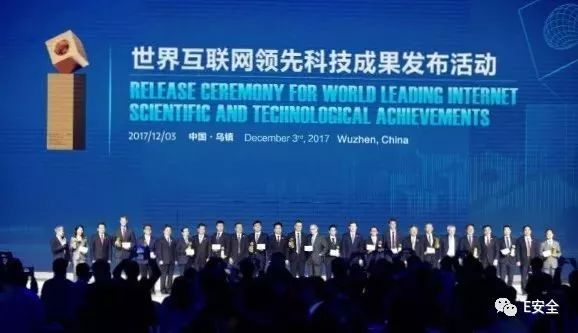 世界互联网领先科技成果发布活动
RELEASE CEREMONY FOR WORLD LEADING INTERNET
SCIENTIFIC AND TECHNOLOGICAL ACHIEVEMENTS
2017/12/03 中国·乌镇 December 3rd, 2017 Wuzhen, China
E安全